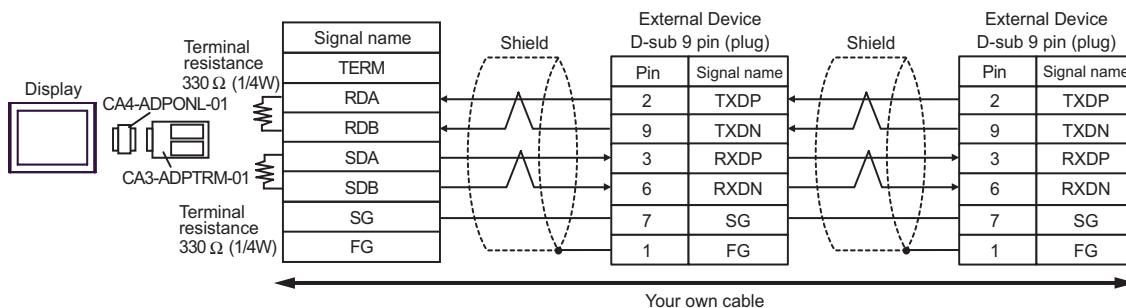 Display
CA4-ADPONL-01
CA3-ADPTRM-01
Terminal
resistance
330 Ω (1/4W)
Terminal
resistance
330 Ω (1/4W)
Signal name
TERM
RDA
RDB
SDA
SDB
SG
FG
Shield
External Device
D-sub 9 pin (plug)
Pin Signal name
2 TXDP
9 TXDN
3 RXDP
6 RXDN
7 SG
1 FG
Shield
External Device
D-sub 9 pin (plug)
Pin Signal name
2 TXDP
9 TXDN
3 RXDP
6 RXDN
7 SG
1 FG
Your own cable